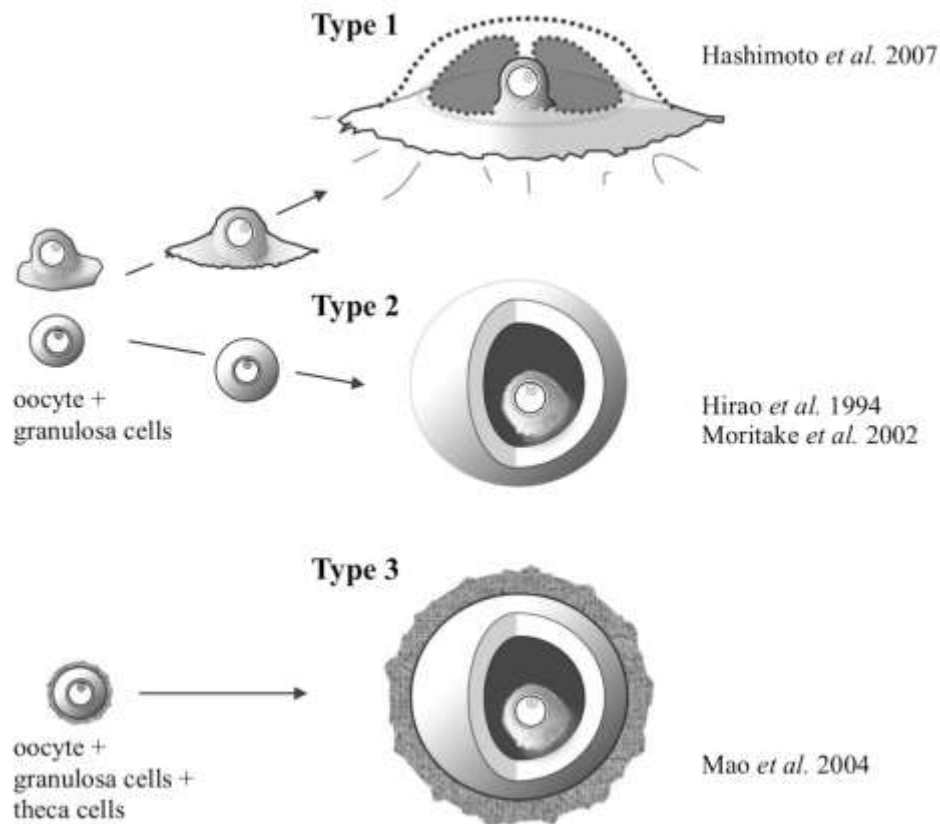 Type 1
Hashimoto et al. 2007
Type 2
oocyte +
granulosa cells
Hirao et al. 1994
Moritake et al. 2002
Type 3
oocyte +
granulosa cells +
theca cells
Mao et al. 2004